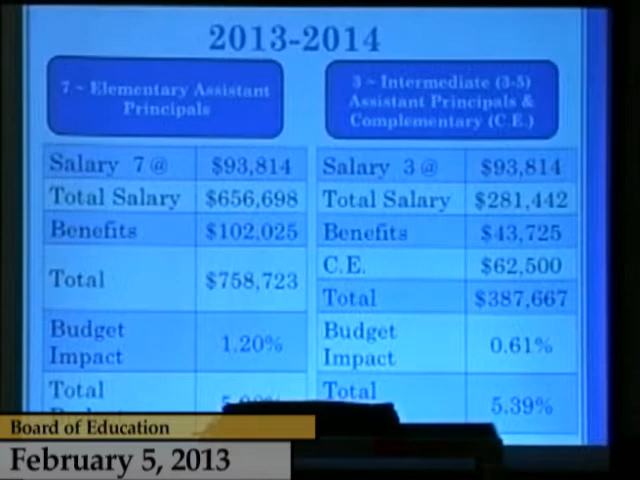 2013-2014
7 ~ Elementary Assistant
Principals
Salary 7 @ $93,814
Total Salary $656,698
Benefits $102,025
Total $758,723
Budget
Impact 1.20%
Total
3 ~ Intermediate (3-5)
Assistant Principals &
Complementary (C.E.)
Salary 3 @ $93,814
Total Salary $281,442
Benefits $43,725
C.E. $62,500
Total $387,667
Budget
Impact 0.61%
Total
5.39%
Board of Education
February 5, 2013